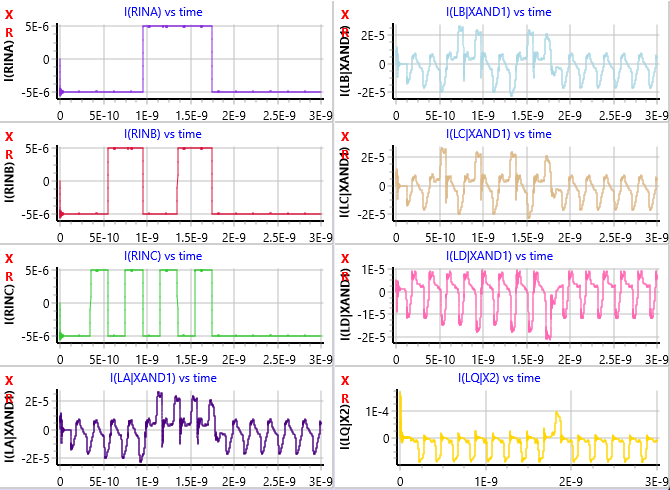 X
R
I(RINA) vs time
I(RINA)
5E-6
0
-5E-6
0 5E-10 1E-9 1.5E-9 2E-9 2.5E-9 3E-9
X
R
I(LB|XAND1) vs time
I(LB|XAND1)
2E-5
0
-2E-5
0 5E-10 1E-9 1.5E-9 2E-9 2.5E-9 3E-9
X
R
I(RINB) vs time
I(RINB)
5E-6
0
-5E-6
0 5E-10 1E-9 1.5E-9 2E-9 2.5E-9 3E-9
X
R
I(LC|XAND1) vs time
I(LC|XAND1)
2E-5
0
-2E-5
0 5E-10 1E-9 1.5E-9 2E-9 2.5E-9 3E-9
X
R
I(RINC) vs time
I(RINC)
5E-6
0
-5E-6
0 5E-10 1E-9 1.5E-9 2E-9 2.5E-9 3E-9
X
R
I(LD|XAND1) vs time
I(LD|XAND1)
1E-5
0
-1E-5
-2E-5
0 5E-10 1E-9 1.5E-9 2E-9 2.5E-9 3E-9
X
R
I(LA|XAND1) vs time
I(LA|XAND1)
2E-5
0
-2E-5
0 5E-10 1E-9 1.5E-9 2E-9 2.5E-9 3E-9
X
R
I(LQ|X2) vs time
I(LQ|X2)
1E-4
0
0 1E-9 2E-9 3E-9